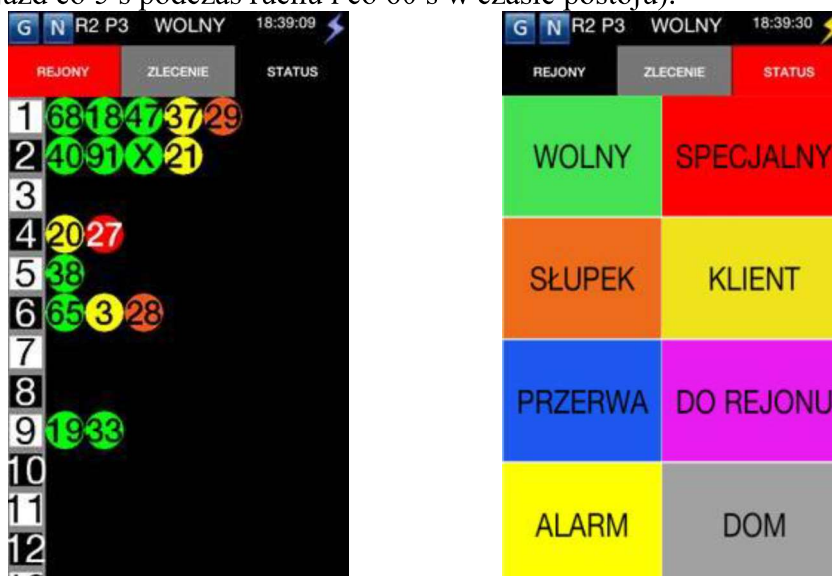 co 5 s podczas ruchu i co 60 s w czasie postoju).
G N R2 P3 WOLNY 18:39:09
REJONY ZLECENIE STATUS
1 68 18 47 37 29
2 40 91 X 21
3
4 20 27
5 38
6 65 3 28
7
8
9 19 33
10
11
12
G N R2 P3 WOLNY 18:39:30
REJONY ZLECENIE STATUS
WOLNY SPECJALNY
SŁUPEK KLIENT
PRZERWA DO REJONU
ALARM DOM